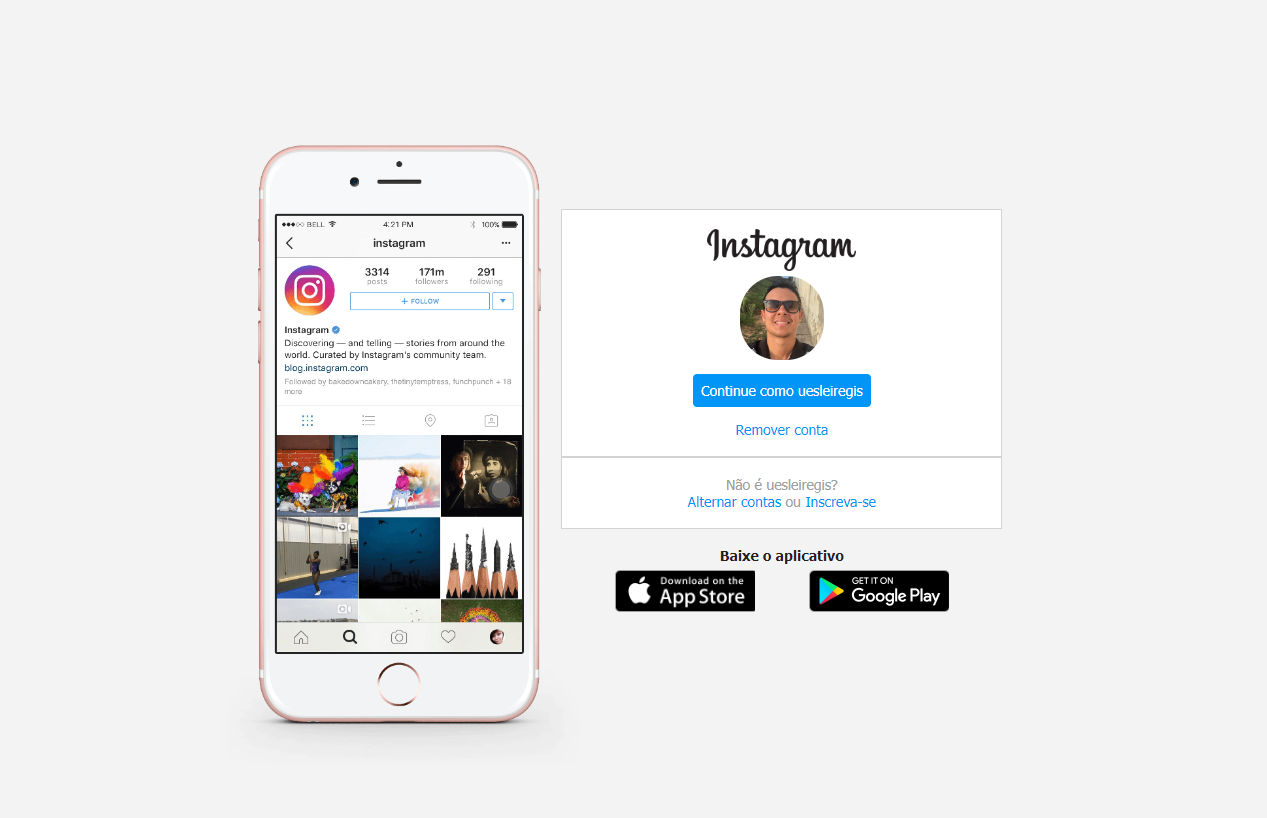 BELL
4:21 PM
100%
instagram
3314
171m
291
posts
followers
following
+ FOLLOW
Instagram
Discovering — and telling — stories from around the
world. Curated by Instagram's community team.
blog.instagram.com
Followed by bakedowncakery, thetinytemptress, funchpunch + 18
more
Instagram
Continue como uesleiregis
Remover conta
Não é uesleiregis?
Alternar contas ou Inscreva-se
Baixe o aplicativo
Download on the
App Store
GET IT ON
Google Play